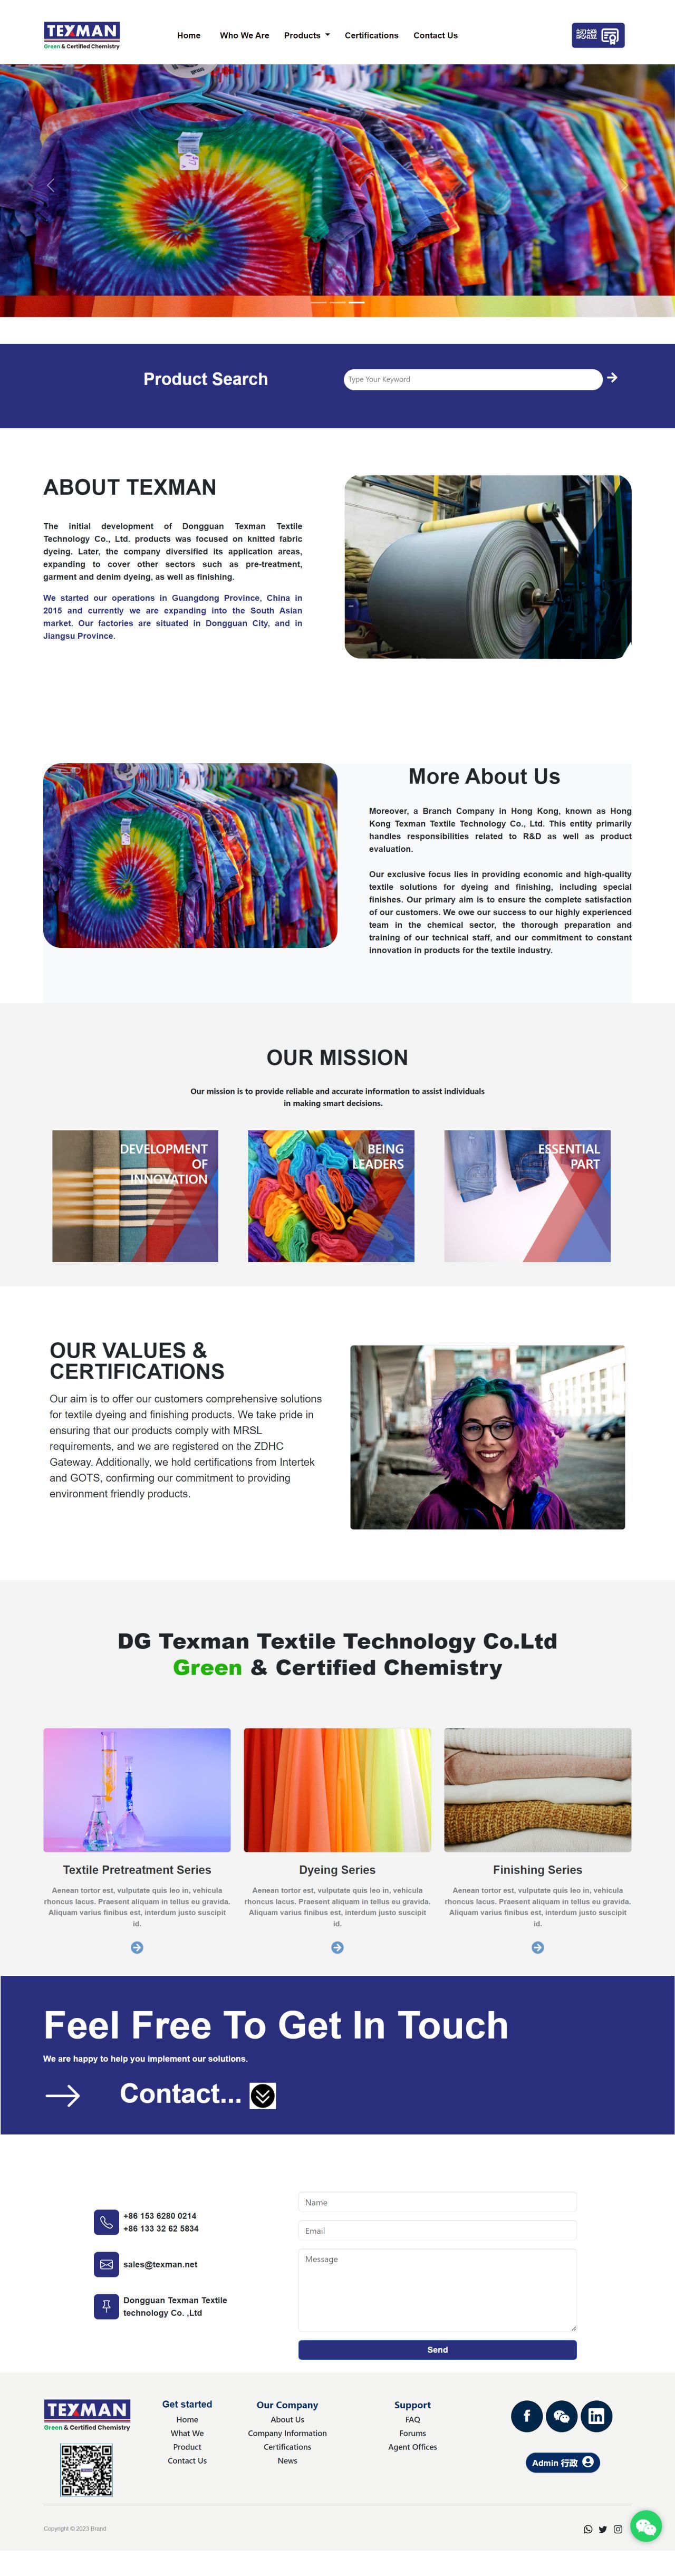 TEXMAN
Green & Certified Chemistry
Home
Who We Are
Products
Certifications
Contact Us
認證
Product Search
Type Your Keyword
ABOUT TEXMAN
The initial development of Dongguan Texman Textile
Technology Co., Ltd. products was focused on knitted fabric
dyeing. Later, the company diversified its application areas,
expanding to cover other sectors such as pre-treatment,
garment and denim dyeing, as well as finishing.
We started our operations in Guangdong Province, China in
2015 and currently we are expanding into the South Asian
market. Our factories are situated in Dongguan City, and in
Jiangsu Province.
More About Us
Moreover, a Branch Company in Hong Kong, known as Hong
Kong Texman Textile Technology Co., Ltd. This entity primarily
handles responsibilities related to R&D as well as product
evaluation.
Our exclusive focus lies in providing economic and high-quality
textile solutions for dyeing and finishing, including special
finishes. Our primary aim is to ensure the complete satisfaction
of our customers. We owe our success to our highly experienced
team in the chemical sector, the thorough preparation and
training of our technical staff, and our commitment to constant
innovation in products for the textile industry.
OUR MISSION
Our mission is to provide reliable and accurate information to assist individuals
in making smart decisions.
DEVELOPMENT
OF
INNOVATION
BEING
LEADERS
ESSENTIAL
PART
OUR VALUES &
CERTIFICATIONS
Our aim is to offer our customers comprehensive solutions
for textile dyeing and finishing products. We take pride in
ensuring that our products comply with MRSL
requirements, and we are registered on the ZDHC
Gateway. Additionally, we hold certifications from Intertek
and GOTS, confirming our commitment to providing
environment friendly products.
DG Texman Textile Technology Co.Ltd
Green & Certified Chemistry
Textile Pretreatment Series
Aenean tortor est, vulputate quis leo in, vehicula
rhoncus lacus. Praesent aliquam in tellus eu gravida.
Aliquam varius finibus est, interdum justo suscipit
id.
Dyeing Series
Aenean tortor est, vulputate quis leo in, vehicula
rhoncus lacus. Praesent aliquam in tellus eu gravida.
Aliquam varius finibus est, interdum justo suscipit
id.
Finishing Series
Aenean tortor est, vulputate quis leo in, vehicula
rhoncus lacus. Praesent aliquam in tellus eu gravida.
Aliquam varius finibus est, interdum justo suscipit
id.
Feel Free To Get In Touch
We are happy to help you implement our solutions.
Contact...
+86 153 6280 0214
+86 133 32 62 5834
sales@texman.net
Dongguan Texman Textile
technology Co. ,Ltd
Name
Email
Message
Send
TEXMAN
Green & Certified Chemistry
Get started
Home
What We
Product
Contact Us
Our Company
About Us
Company Information
Certifications
News
Support
FAQ
Forums
Agent Offices
Admin 行政
Copyright © 2023 Brand